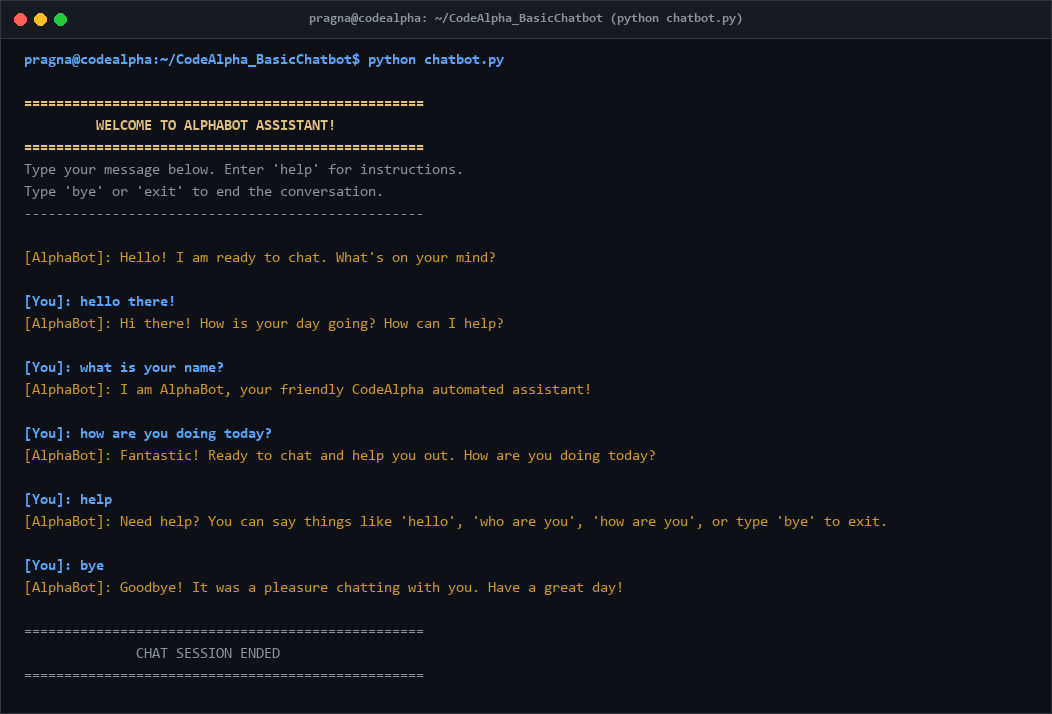 pragna@codealpha: ~/CodeAlpha_BasicChatbot (python chatbot.py)
pragna@codealpha:~/CodeAlpha_BasicChatbot$ python chatbot.py
==================================================
WELCOME TO ALPHABOT ASSISTANT!
==================================================
Type your message below. Enter 'help' for instructions.
Type 'bye' or 'exit' to end the conversation.
--------------------------------------------------
[AlphaBot]: Hello! I am ready to chat. What's on your mind?
[You]: hello there!
[AlphaBot]: Hi there! How is your day going? How can I help?
[You]: what is your name?
[AlphaBot]: I am AlphaBot, your friendly CodeAlpha automated assistant!
[You]: how are you doing today?
[AlphaBot]: Fantastic! Ready to chat and help you out. How are you doing today?
[You]: help
[AlphaBot]: Need help? You can say things like 'hello', 'who are you', 'how are you', or type 'bye' to exit.
[You]: bye
[AlphaBot]: Goodbye! It was a pleasure chatting with you. Have a great day!
==================================================
CHAT SESSION ENDED
==================================================